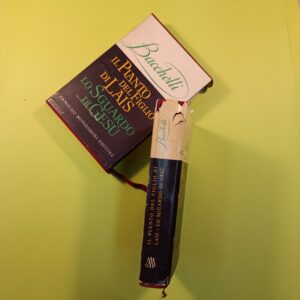 Bacchelli
IL PIANTO
DEL FIGLIO
DI LAIS
LO SGUARDO
DI GESÙ
ARNOLDO MONDADORI EDITORE
Bacchelli
IL PIANTO DEL FIGLIO DI
LAIS · LO SGUARDO DI GESÙ